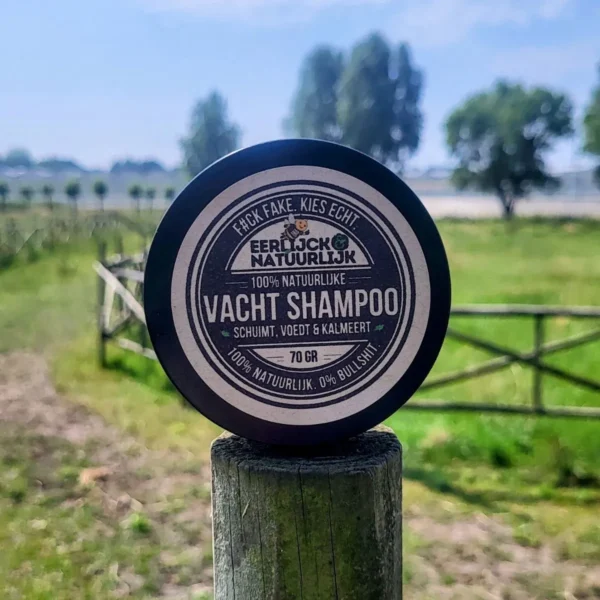 F#CK FAKE. KIES ECHT.
EERLIJCK
NATUURLIJK
100% NATUURLIJKE
VACHT SHAMPOO
SCHUIMT, VOEDT & KALMEERT
70 GR
100% NATUURLIJK. 0% BULLSHIT.